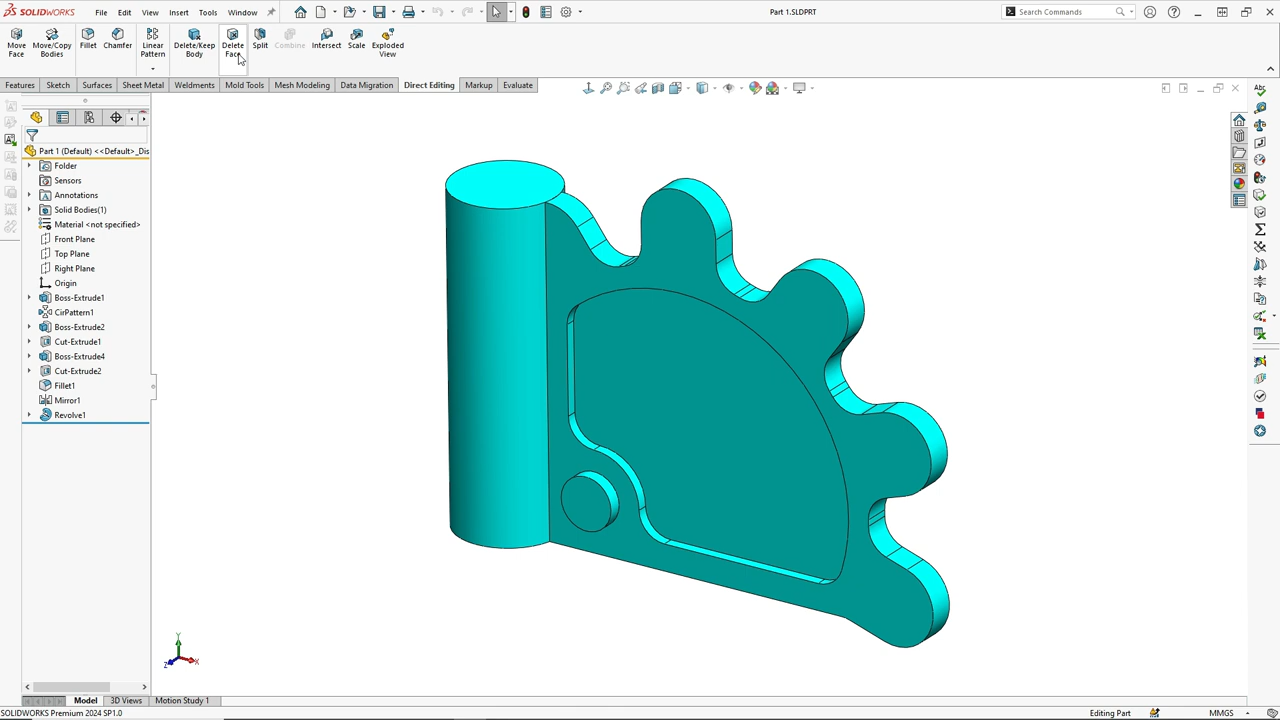 SOLIDWORKS
File
Edit
View
Insert
Tools
Window
Part 1.SLDPRT
Search Commands
Move Face
Move/Copy Bodies
Fillet
Chamfer
Linear Pattern
Delete/Keep Body
Delete Face
Split
Combine
Intersect
Scale
Exploded View
Features
Sketch
Surfaces
Sheet Metal
Weldments
Mold Tools
Mesh Modeling
Data Migration
Direct Editing
Markup
Evaluate
Part 1 (Default) <<Default>_Dis
Folder
Sensors
Annotations
Solid Bodies(1)
Material <not specified>
Front Plane
Top Plane
Right Plane
Origin
Boss-Extrude1
CirPattern1
Boss-Extrude2
Cut-Extrude1
Boss-Extrude4
Cut-Extrude2
Fillet1
Mirror1
Revolve1
Y
Z
X
Model
3D Views
Motion Study 1
SOLIDWORKS Premium 2024 SP1.0
Editing Part
MMGS